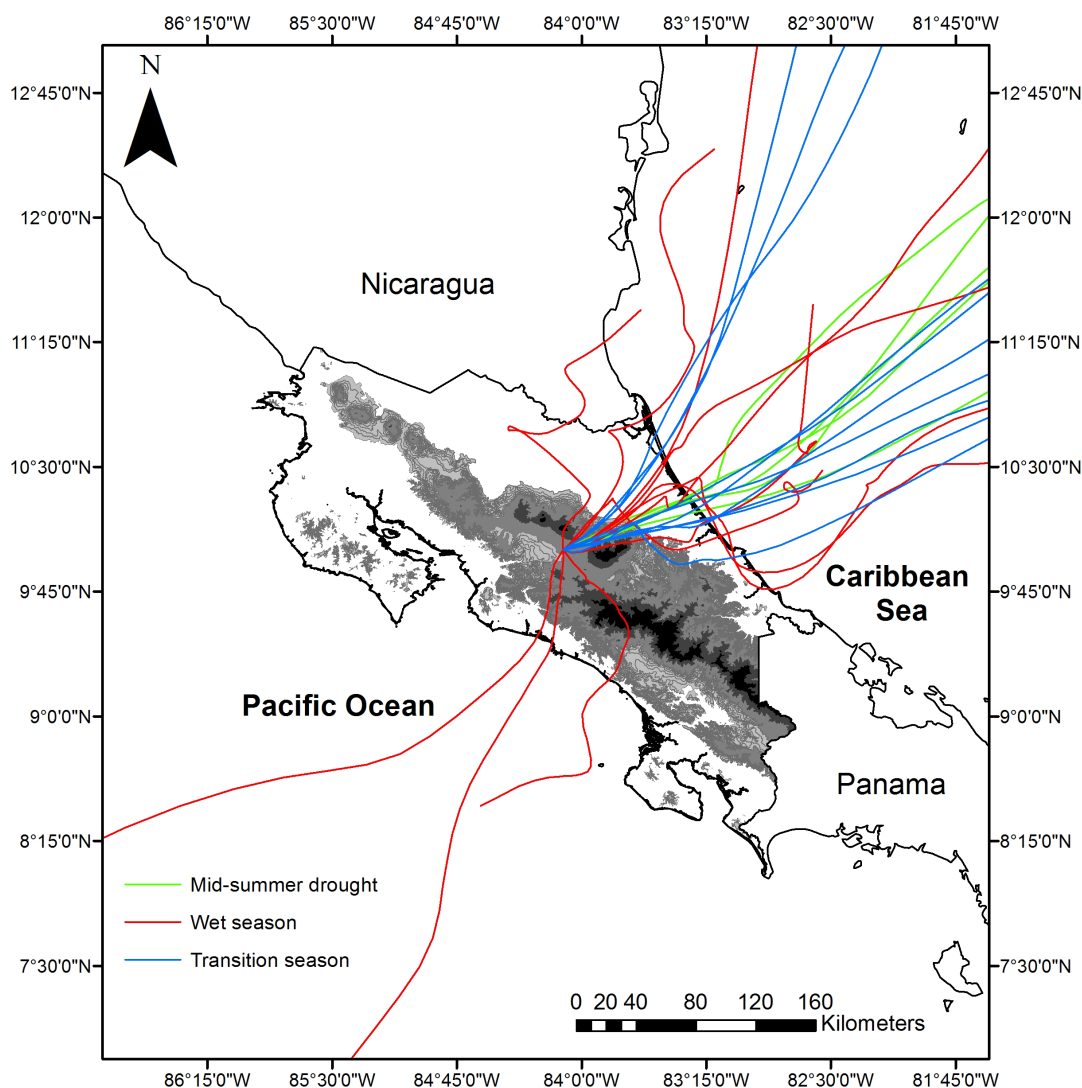 86°15'0"W 85°30'0"W 84°45'0"W 84°0'0"W 83°15'0"W 82°30'0"W 81°45'0"W
N
12°45'0"N 12°45'0"N
12°0'0"N 12°0'0"N
Nicaragua
11°15'0"N 11°15'0"N
10°30'0"N 10°30'0"N
Caribbean
Sea
9°45'0"N 9°45'0"N
Pacific Ocean
9°0'0"N 9°0'0"N
Panama
8°15'0"N 8°15'0"N
Mid-summer drought
Wet season
Transition season
7°30'0"N 7°30'0"N
0 20 40 80 120 160
Kilometers
86°15'0"W 85°30'0"W 84°45'0"W 84°0'0"W 83°15'0"W 82°30'0"W 81°45'0"W